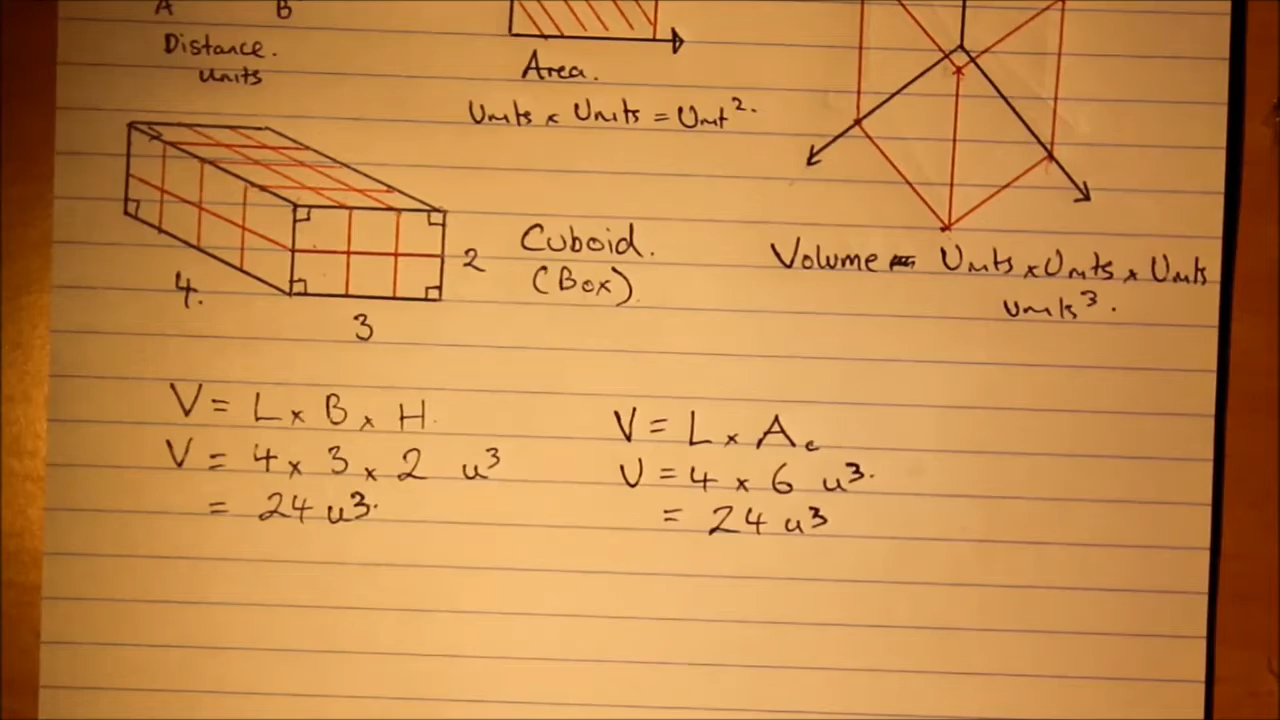 A B
Distance.
Units
Area.
Units x Units = Unit².
4.
3
2
Cuboid.
(Box)
Volume = Units x Units x Units
Units³.
V = L x B x H.
V = 4 x 3 x 2 u³
= 24 u³.
V = L x Ac
V = 4 x 6 u³.
= 24 u³